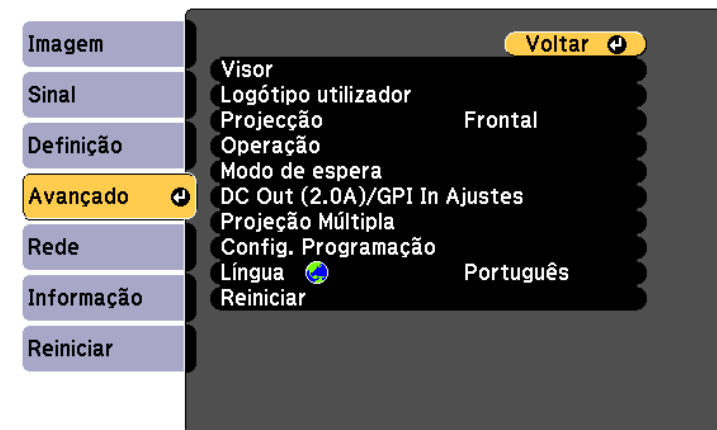 Imagem
Sinal
Definição
Avançado
Rede
Informação
Reiniciar
Voltar
Visor
Logótipo utilizador
Projecção Frontal
Operação
Modo de espera
DC Out (2.0A)/GPI In Ajustes
Projeção Múltipla
Config. Programação
Língua Português
Reiniciar